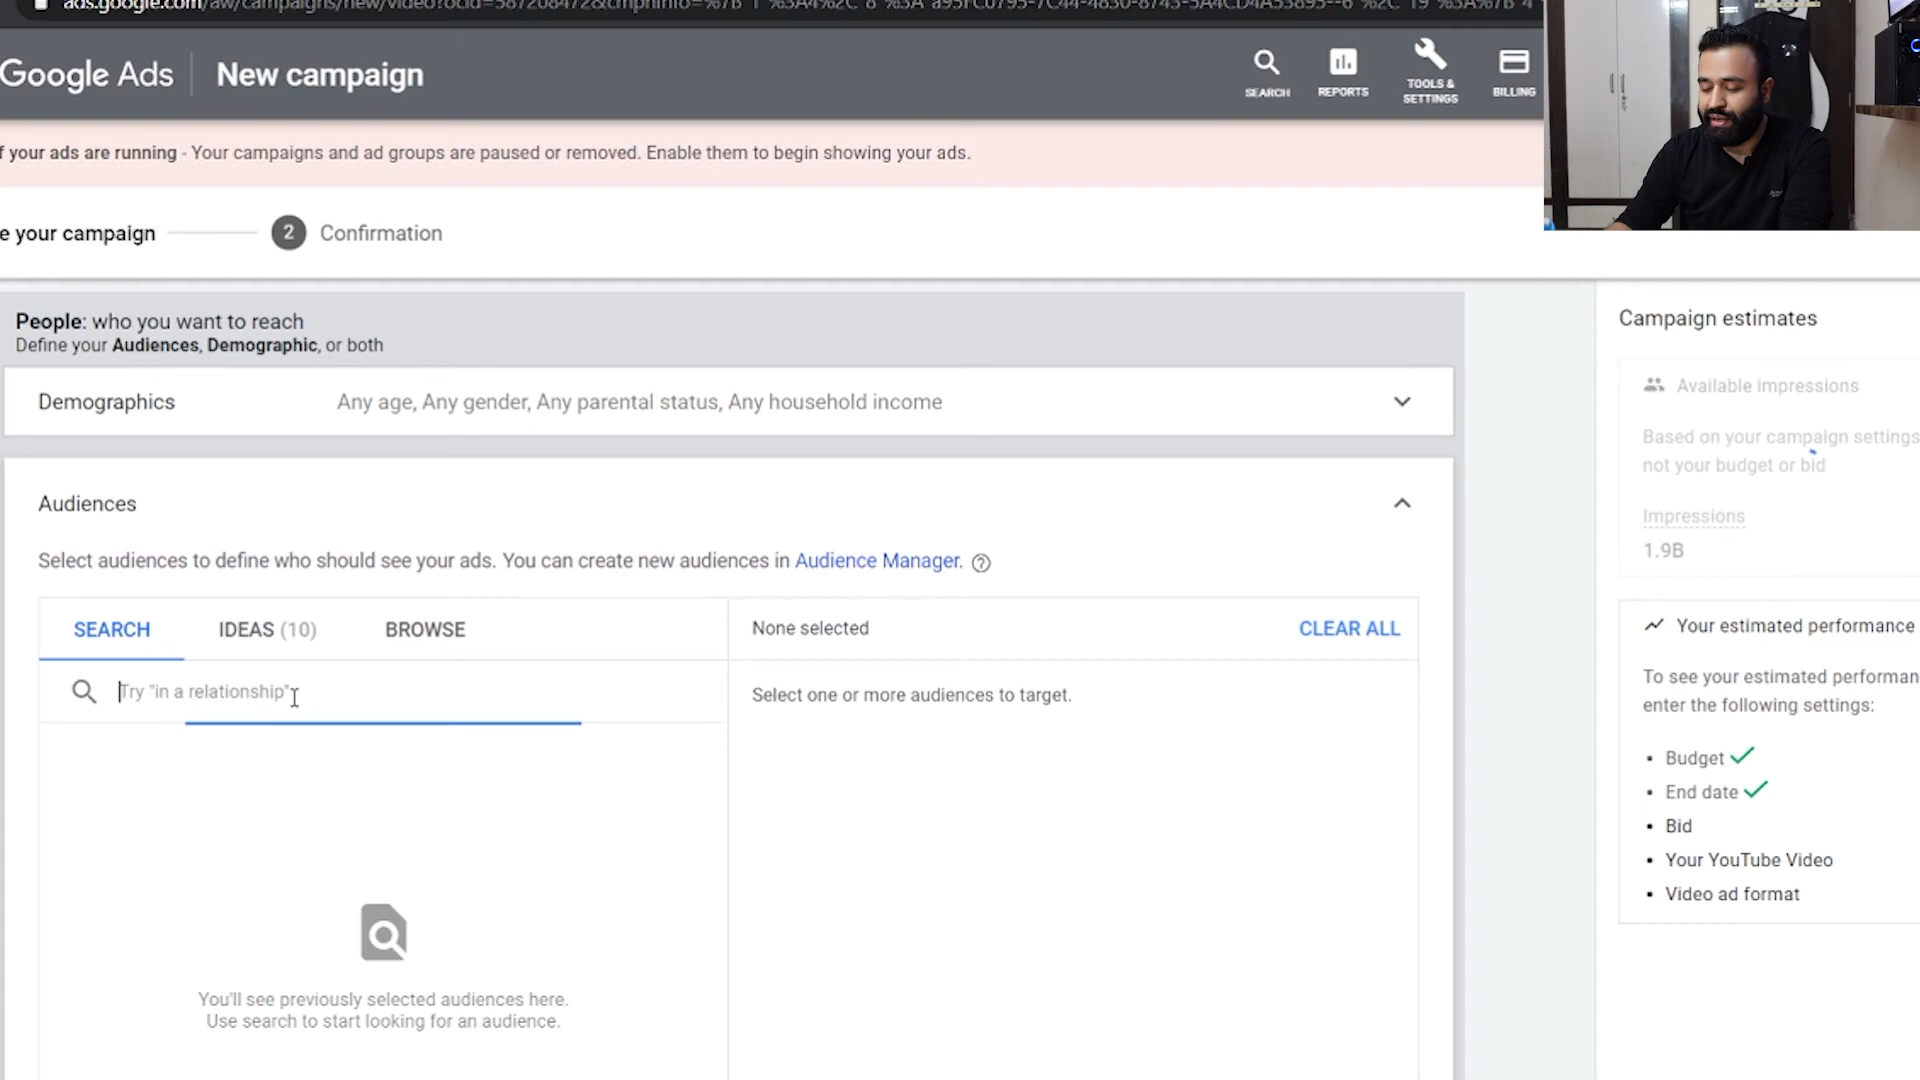 Google Ads
New campaign
SEARCH
REPORTS
TOOLS &
SETTINGS
BILLING
your ads are running - Your campaigns and ad groups are paused or removed. Enable them to begin showing your ads.
e your campaign
2
Confirmation
People: who you want to reach
Define your Audiences, Demographic, or both
Demographics
Any age, Any gender, Any parental status, Any household income
Audiences
Select audiences to define who should see your ads. You can create new audiences in Audience Manager.
SEARCH
IDEAS (10)
BROWSE
None selected
CLEAR ALL
Try "in a relationship"
Select one or more audiences to target.
You'll see previously selected audiences here.
Use search to start looking for an audience.
Campaign estimates
Available impressions
Based on your campaign settings
not your budget or bid
Impressions
1.9B
Your estimated performance
To see your estimated performan
enter the following settings:
Budget
End date
Bid
Your YouTube Video
Video ad format